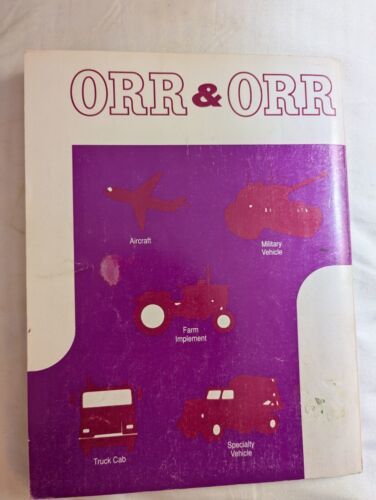 ORR & ORR
Aircraft
Military
Vehicle
Farm
Implement
Truck Cab
Specialty
Vehicle